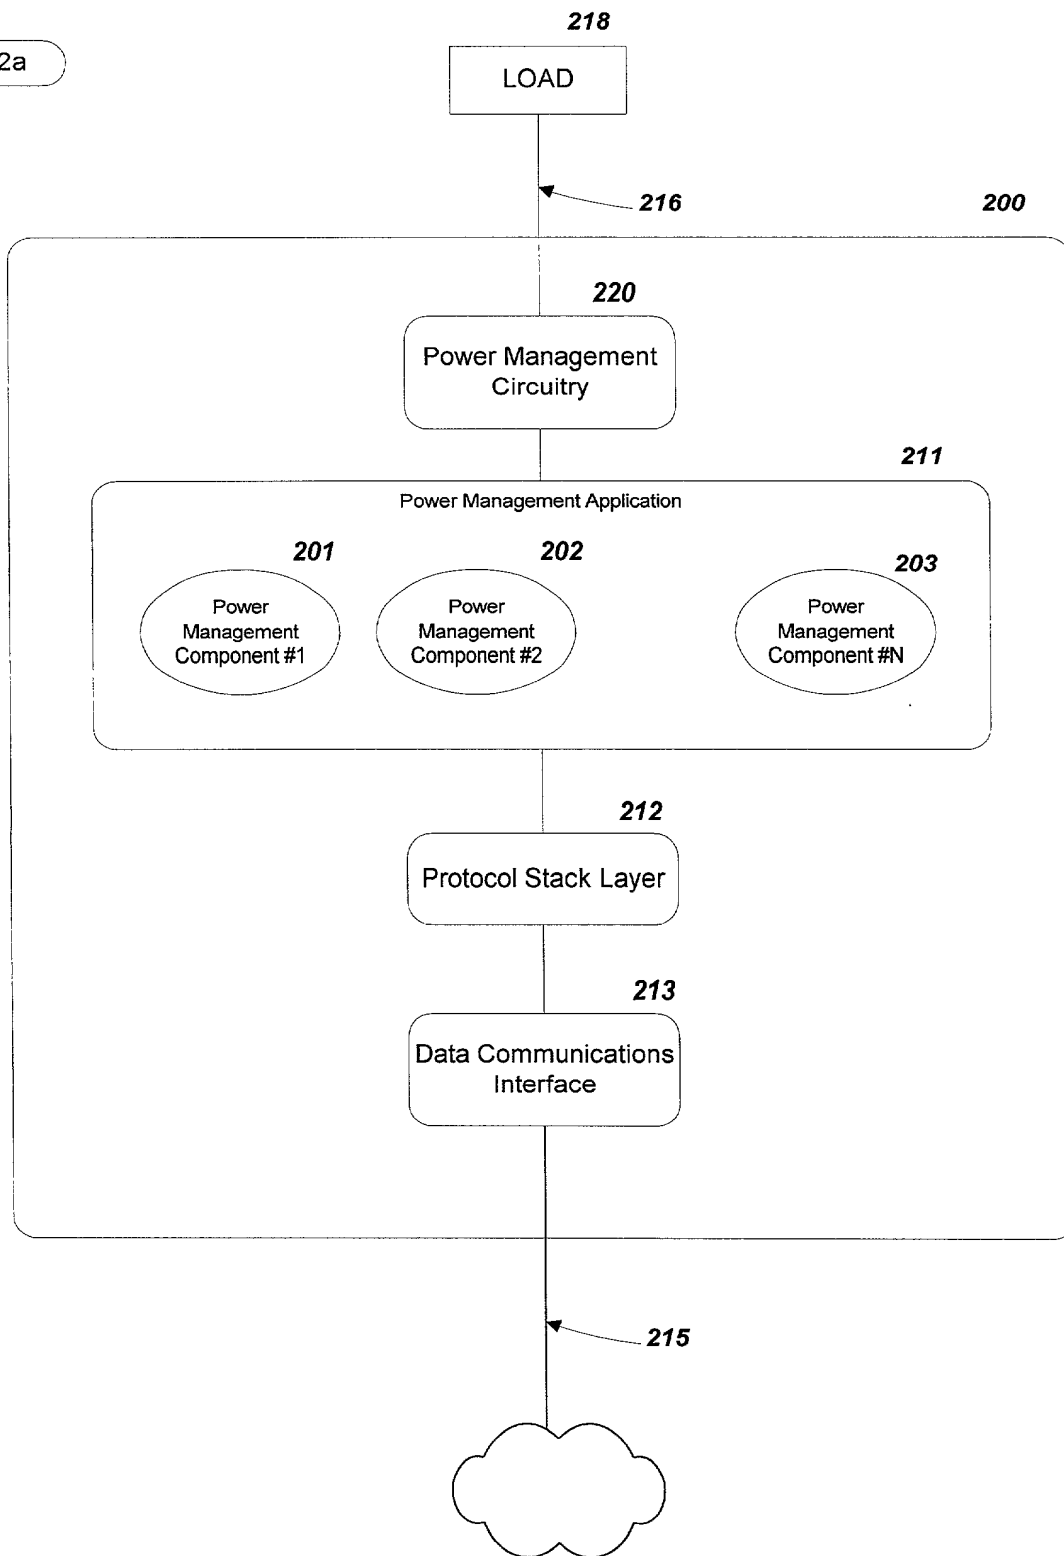 218
2a
LOAD
216
200
220
Power Management
Circuitry
211
Power Management Application
201
202
203
Power
Management
Component #1
Power
Management
Component #2
Power
Management
Component #N
212
Protocol Stack Layer
213
Data Communications
Interface
215